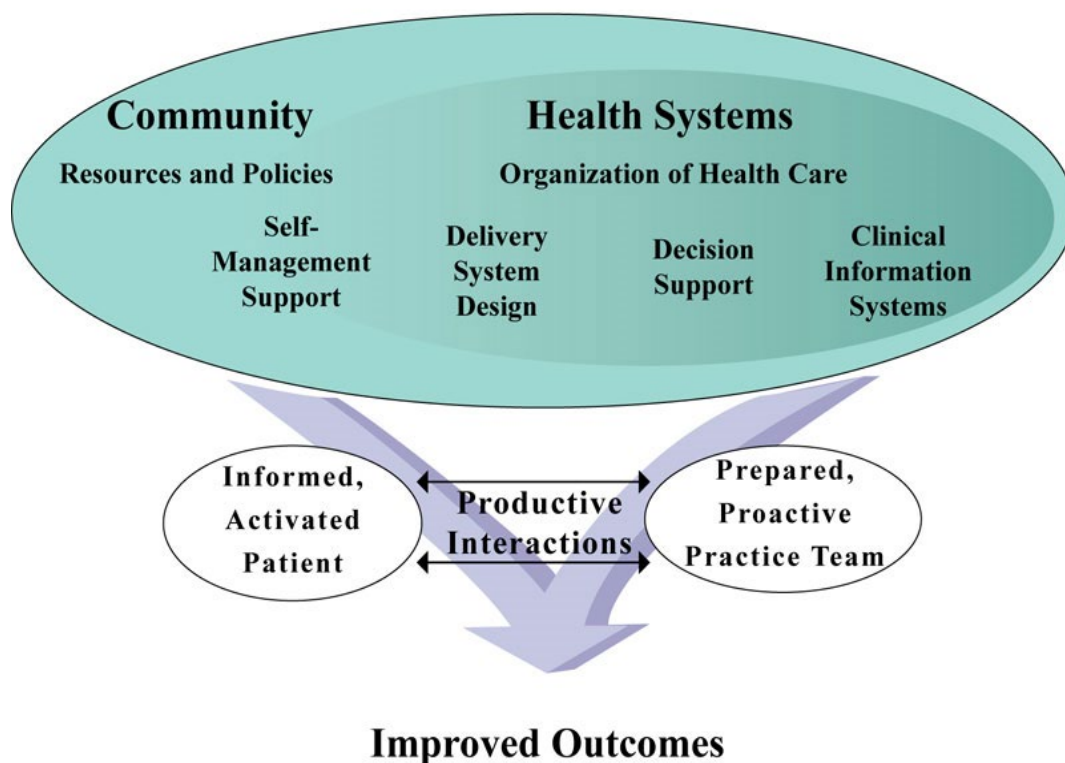 Community
Health Systems
Resources and Policies
Organization of Health Care
Self-
Management
Support
Delivery
System
Design
Decision
Support
Clinical
Information
Systems
Informed,
Activated
Patient
Productive
Interactions
Prepared,
Proactive
Practice Team
Improved Outcomes